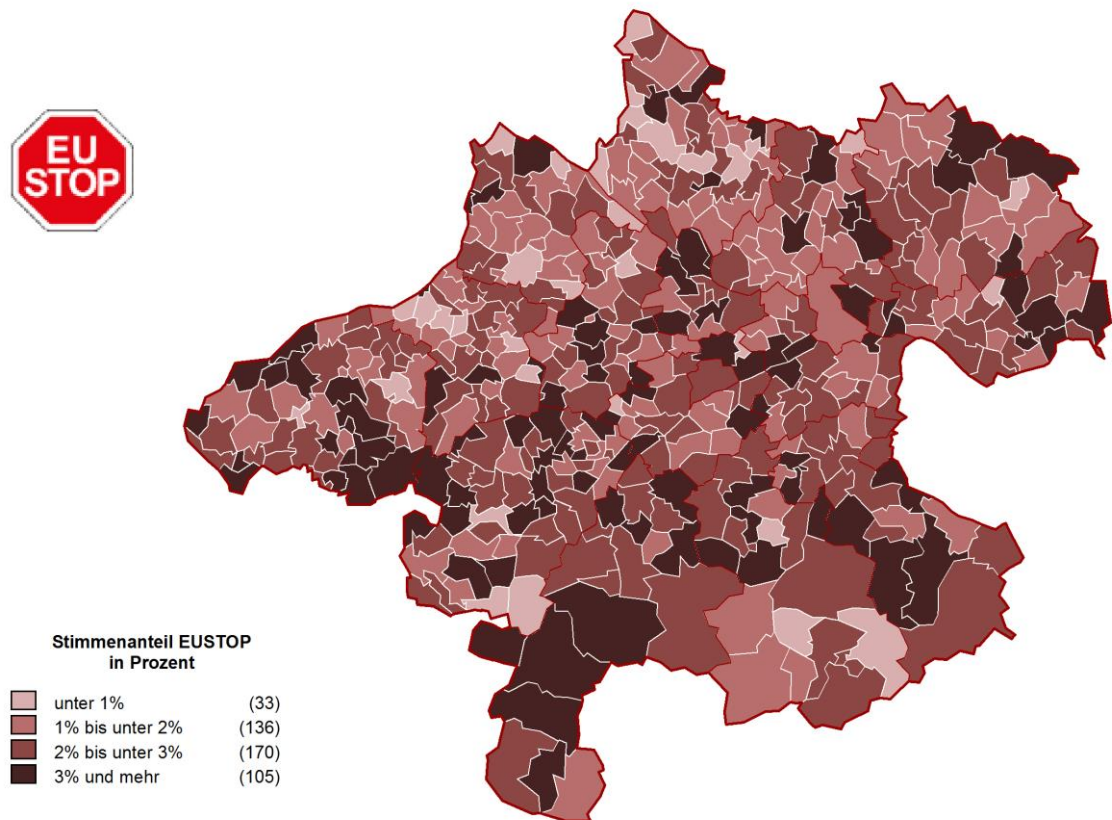 EU
STOP
Stimmenanteil EUSTOP
in Prozent
unter 1% (33)
1% bis unter 2% (136)
2% bis unter 3% (170)
3% und mehr (105)